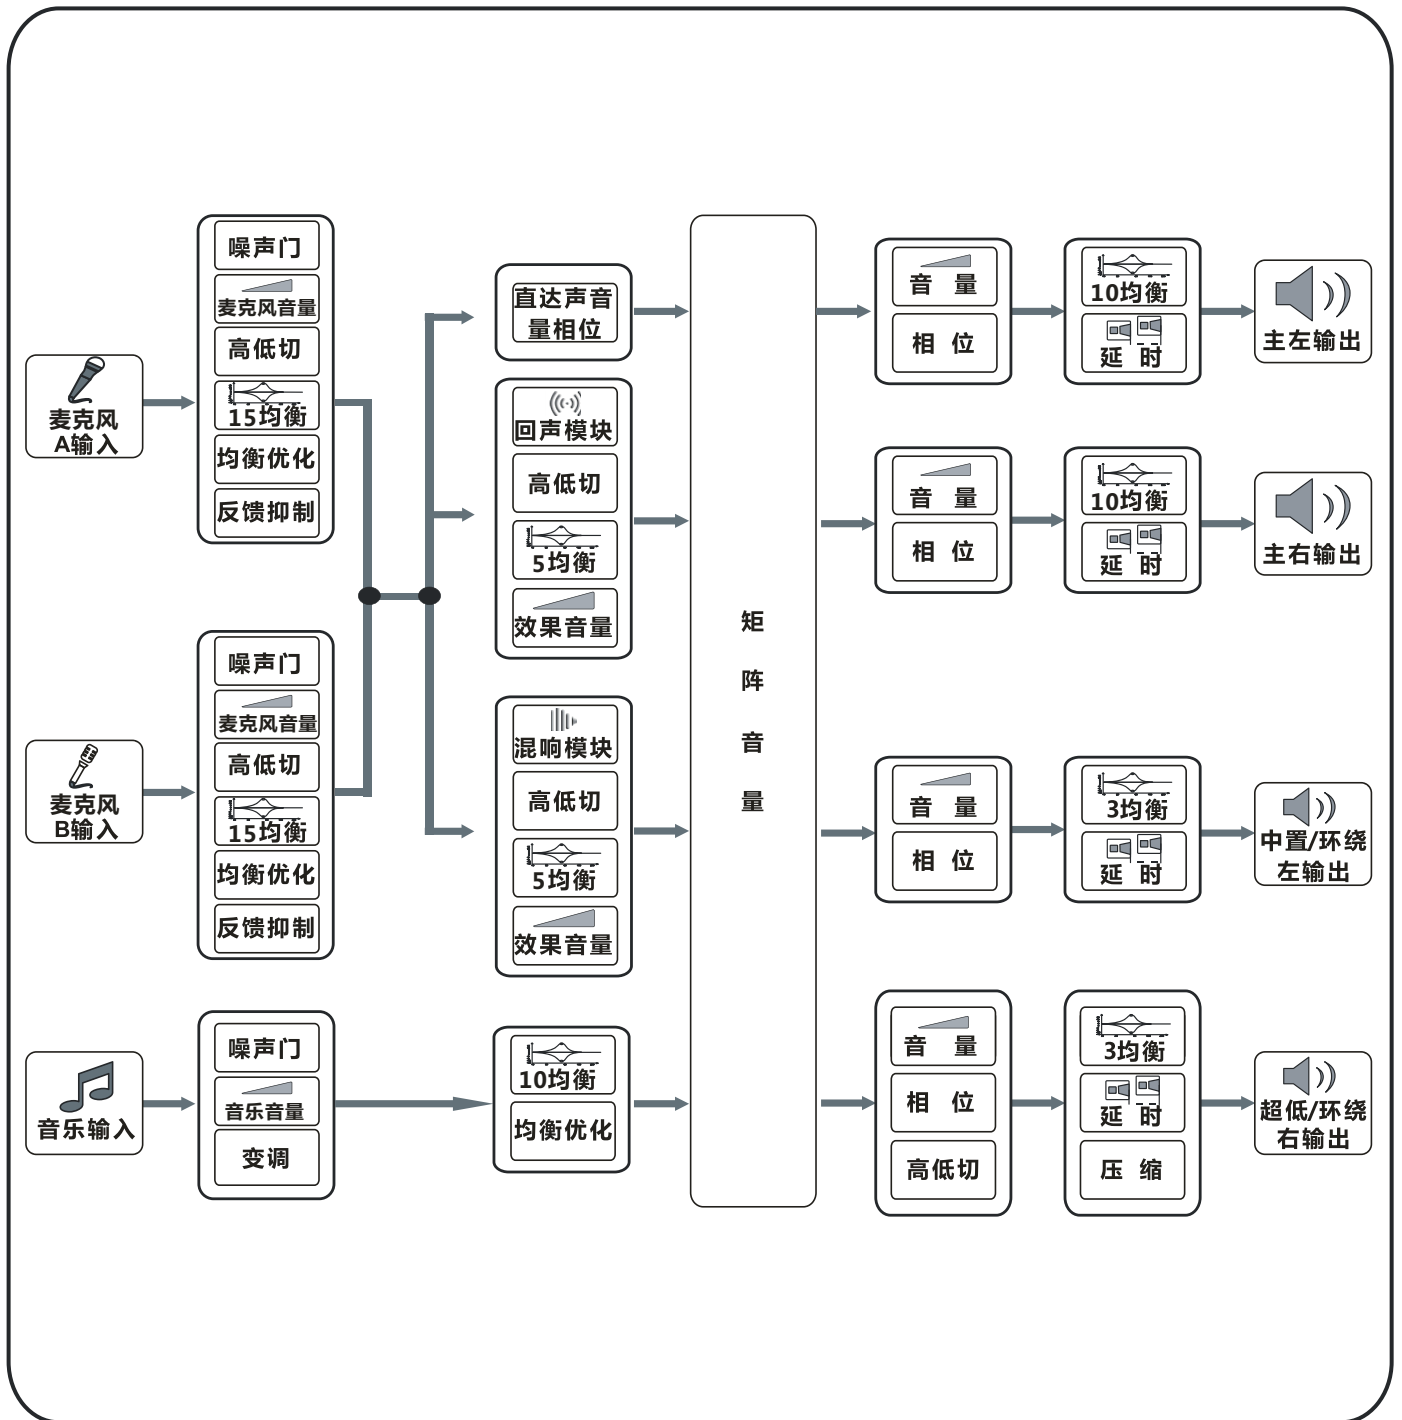 麦克风
A输入
噪声门
麦克风音量
高低切
15均衡
均衡优化
反馈抑制
麦克风
B输入
噪声门
麦克风音量
高低切
15均衡
均衡优化
反馈抑制
音乐输入
噪声门
音乐音量
变调
直达声音
量相位
回声模块
高低切
5均衡
效果音量
混响模块
高低切
5均衡
效果音量
10均衡
均衡优化
矩
阵
音
量
音 量
相 位
10均衡
延 时
主左输出
音 量
相 位
10均衡
延 时
主右输出
音 量
相 位
3均衡
延 时
中置/环绕
左输出
音 量
相 位
高低切
3均衡
延 时
压 缩
超低/环绕
右输出